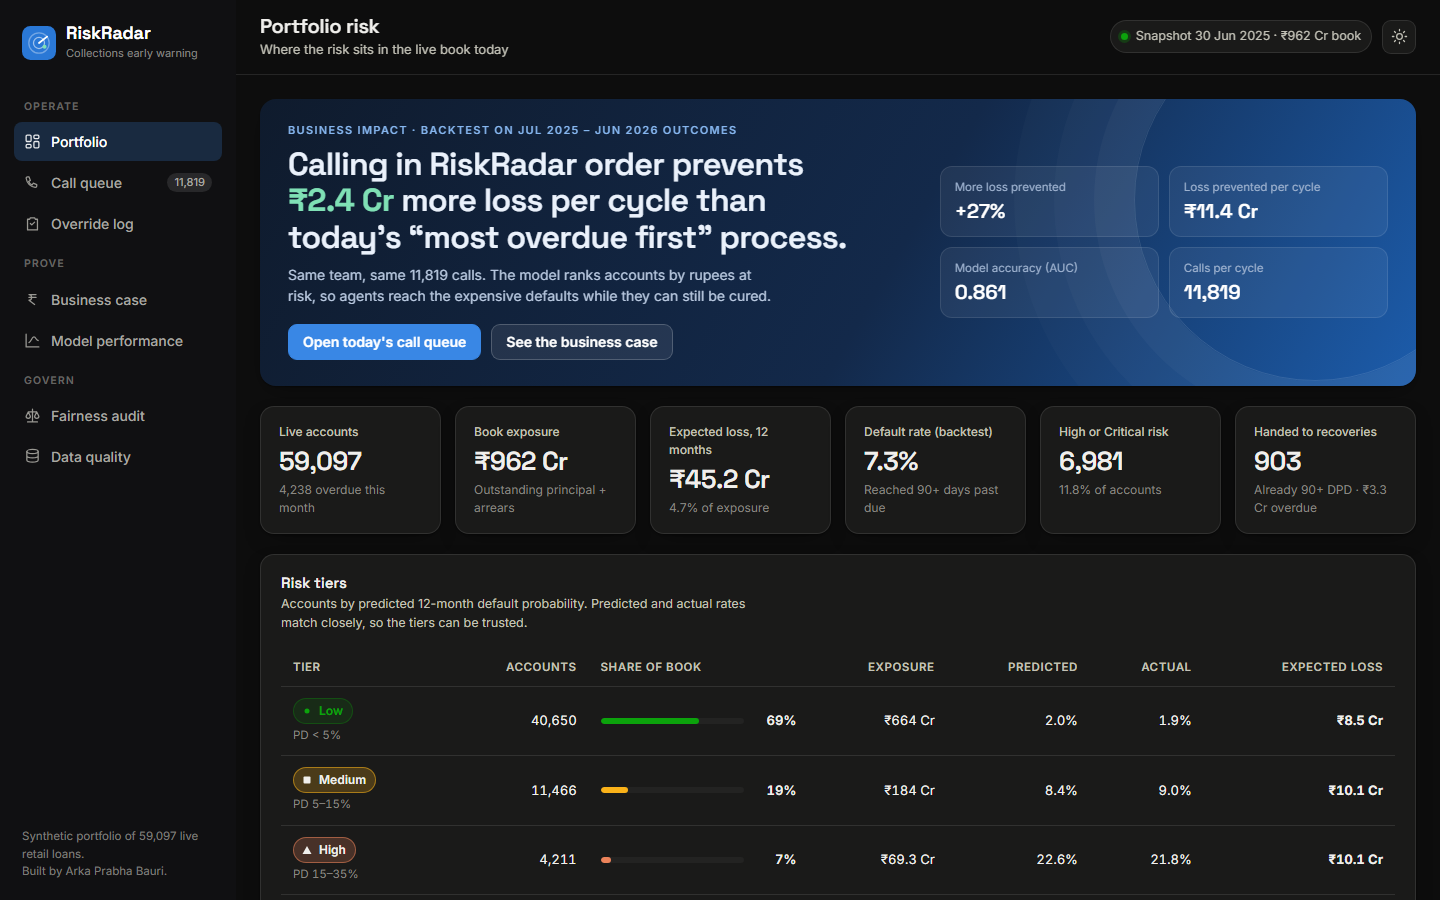 RiskRadar
Collections early warning
OPERATE
Portfolio
Call queue 11,819
Override log
PROVE
₹ Business case
Model performance
GOVERN
Fairness audit
Data quality
Synthetic portfolio of 59,097 live
retail loans.
Built by Arka Prabha Bauri.
Portfolio risk
Where the risk sits in the live book today
Snapshot 30 Jun 2025 · ₹962 Cr book
BUSINESS IMPACT · BACKTEST ON JUL 2025 – JUN 2026 OUTCOMES
Calling in RiskRadar order prevents
₹2.4 Cr more loss per cycle than
today’s “most overdue first” process.
Same team, same 11,819 calls. The model ranks accounts by rupees at
risk, so agents reach the expensive defaults while they can still be cured.
Open today's call queue
See the business case
More loss prevented
+27%
Loss prevented per cycle
₹11.4 Cr
Model accuracy (AUC)
0.861
Calls per cycle
11,819
Live accounts
59,097
4,238 overdue this
month
Book exposure
₹962 Cr
Outstanding principal +
arrears
Expected loss, 12
months
₹45.2 Cr
4.7% of exposure
Default rate (backtest)
7.3%
Reached 90+ days past
due
High or Critical risk
6,981
11.8% of accounts
Handed to recoveries
903
Already 90+ DPD · ₹3.3
Cr overdue
Risk tiers
Accounts by predicted 12-month default probability. Predicted and actual rates
match closely, so the tiers can be trusted.
TIER ACCOUNTS SHARE OF BOOK EXPOSURE PREDICTED ACTUAL EXPECTED LOSS
Low 40,650 69% ₹664 Cr 2.0% 1.9% ₹8.5 Cr
PD < 5%
Medium 11,466 19% ₹184 Cr 8.4% 9.0% ₹10.1 Cr
PD 5–15%
High 4,211 7% ₹69.3 Cr 22.6% 21.8% ₹10.1 Cr
PD 15–35%